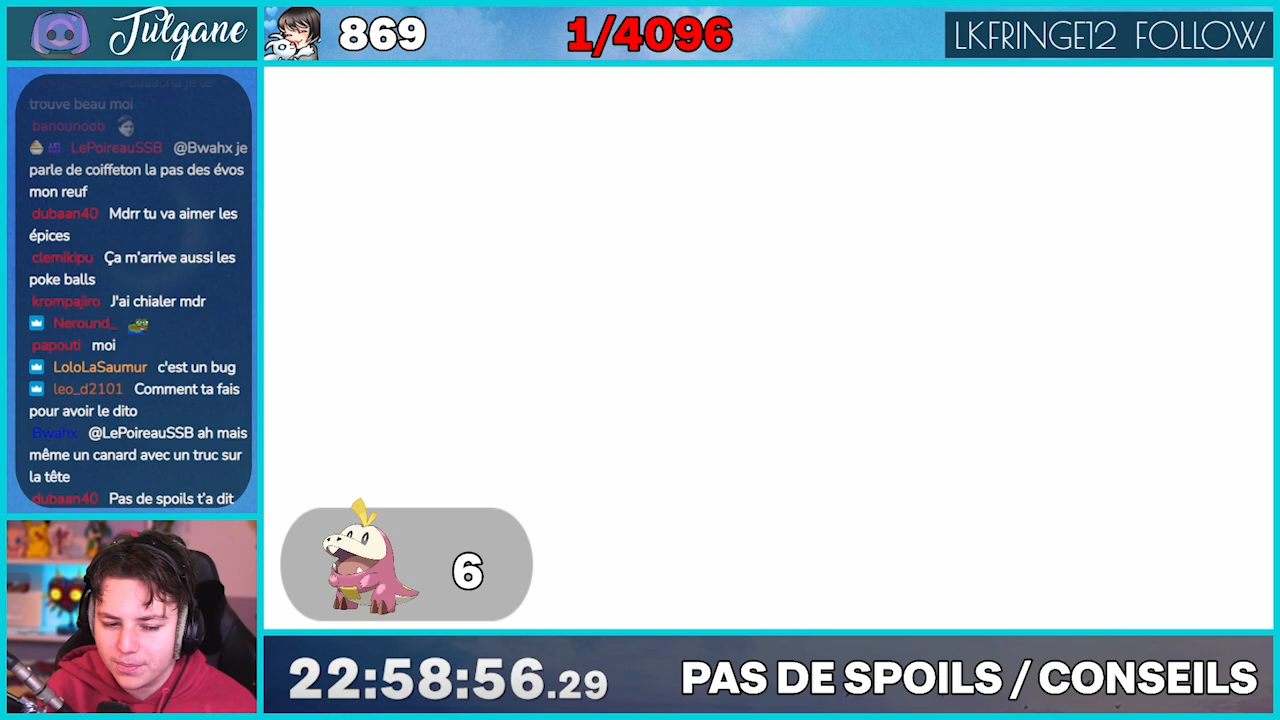 Julgane
869
1/4096
LKFRINGE12 FOLLOW
trouve beau moi
banounoob
LePoireauSSB @Bwahx je
parle de coiffeton la pas des évos
mon reuf
dubaan40 Mdrr tu va aimer les
épices
clemikipu Ça m'arrive aussi les
poke balls
krompajiro J'ai chialer mdr
Neround_
papouti moi
LoloLaSaumur c'est un bug
leo_d2101 Comment ta fais
pour avoir le dito
Bwahx @LePoireauSSB ah mais
même un canard avec un truc sur
la tête
dubaan40 Pas de spoils t'a dit
6
22:58:56.29
PAS DE SPOILS / CONSEILS